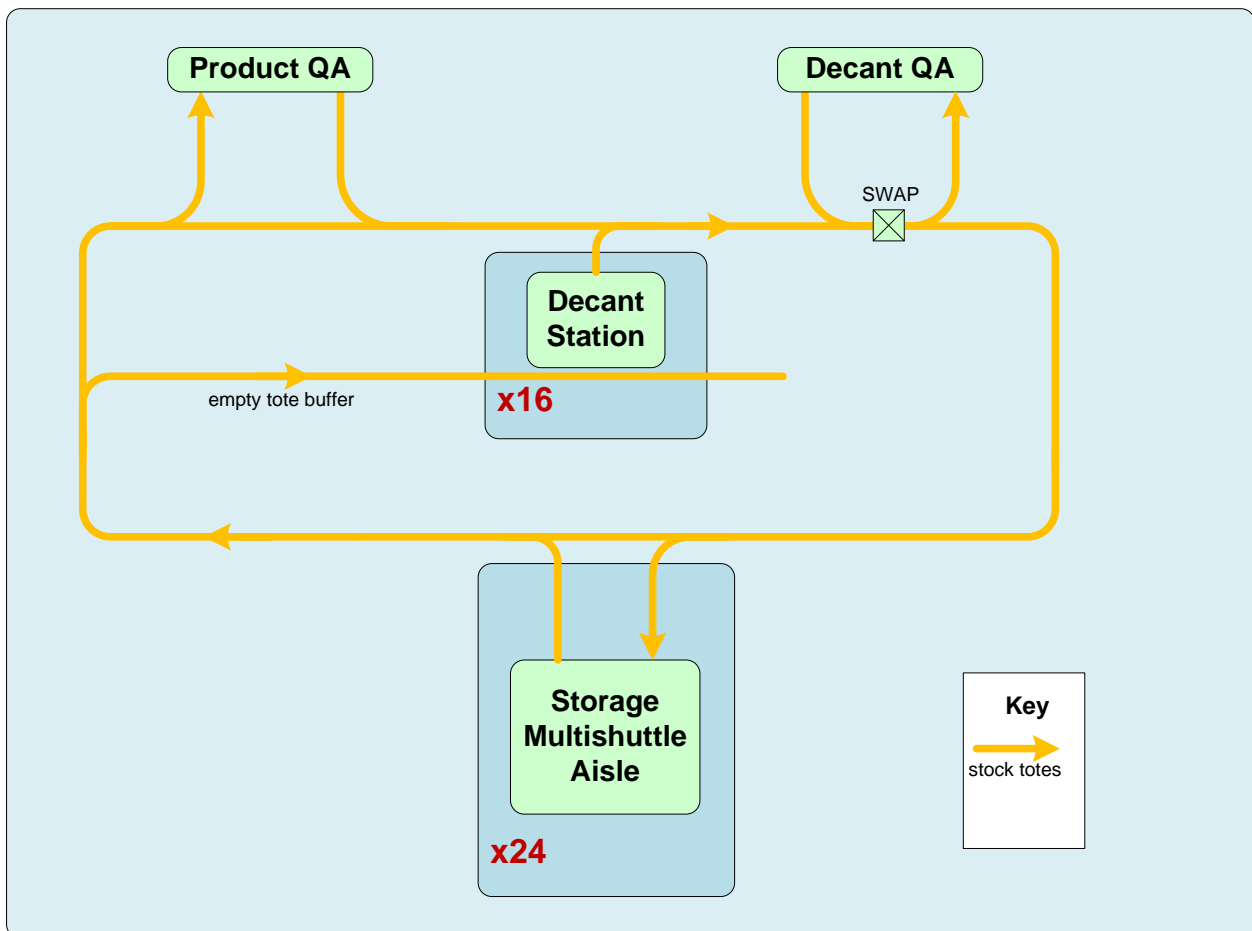 Product QA
Decant QA
SWAP
Decant
Station
empty tote buffer
x16
Storage
Multishuttle
Aisle
x24
Key
stock totes